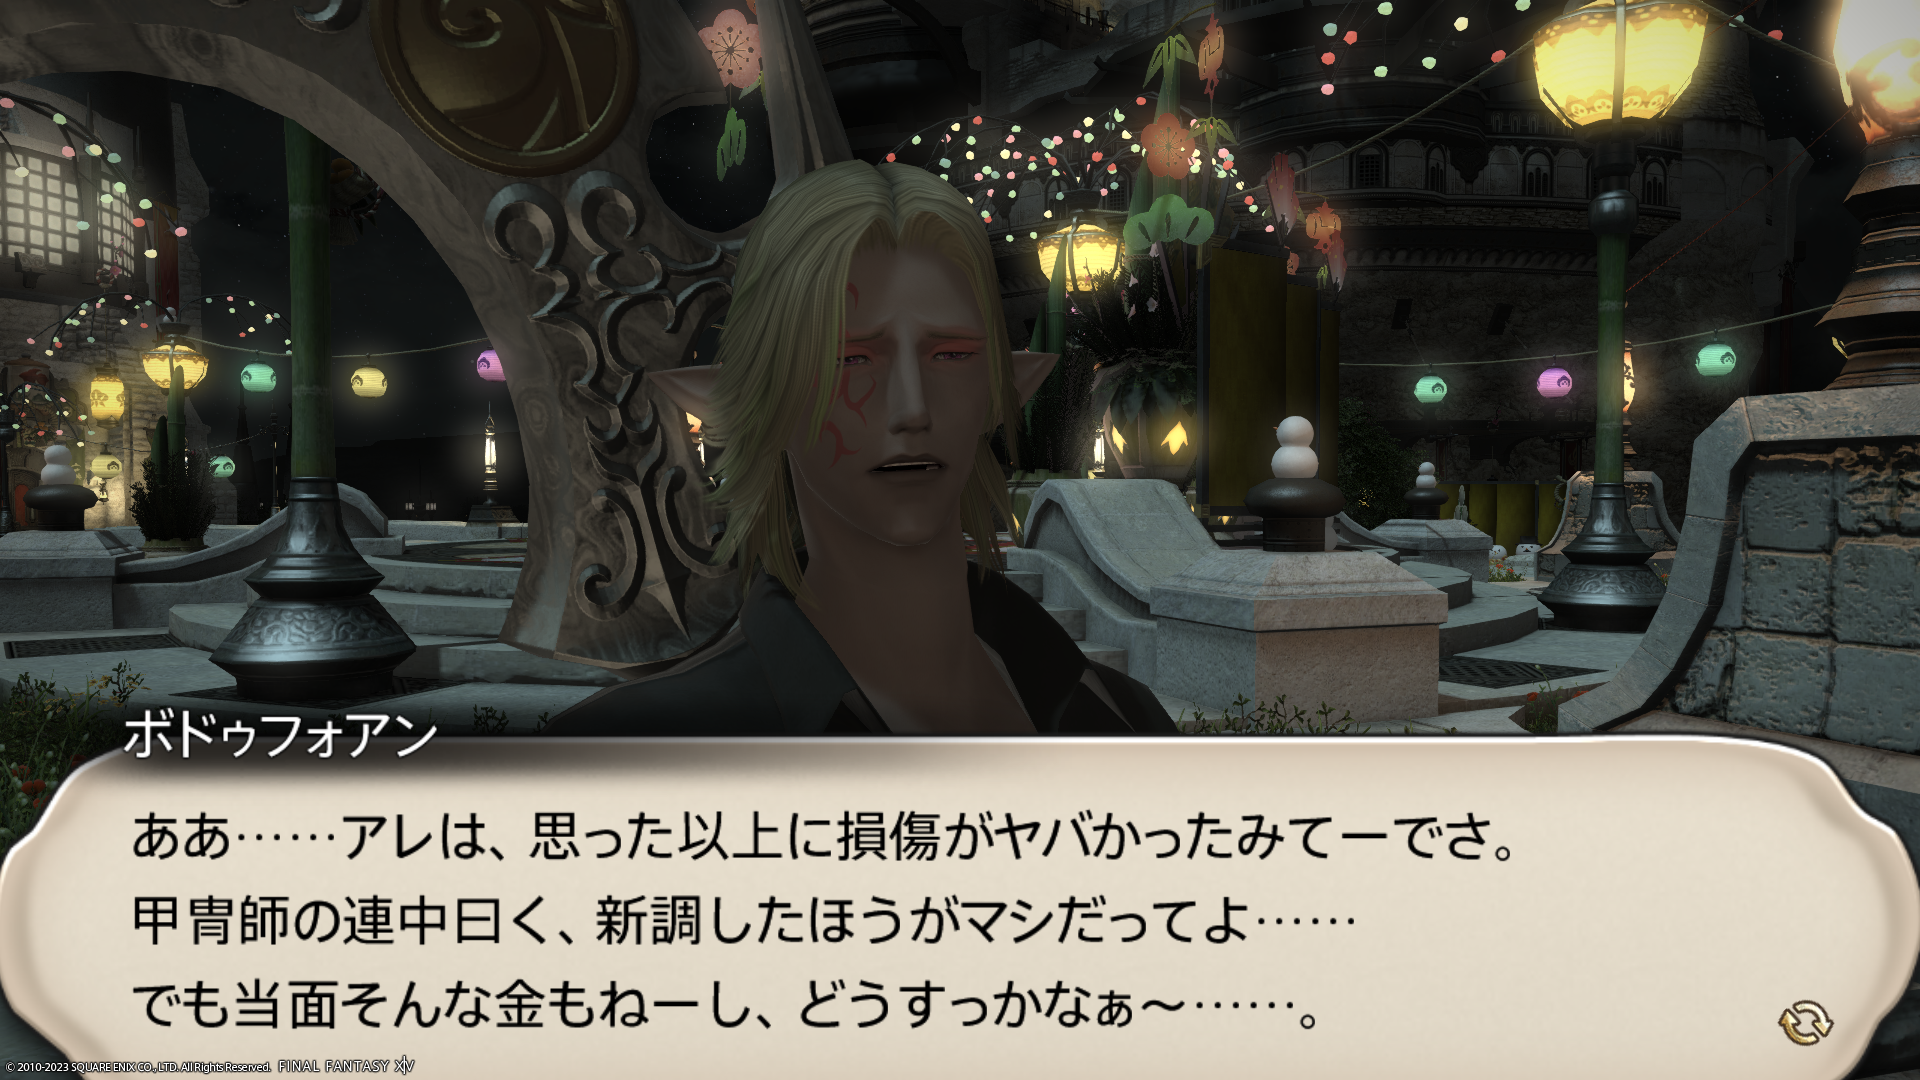 ボドゥフォアン
ああ……アレは、思った以上に損傷がヤバかったみてーでさ。
甲冑師の連中曰く、新調したほうがマシだってよ……
でも当面そんな金もねーし、どうすっかなぁ～……。
© 2010-2023 SQUARE ENIX CO., LTD. All Rights Reserved. FINAL FANTASY XIV